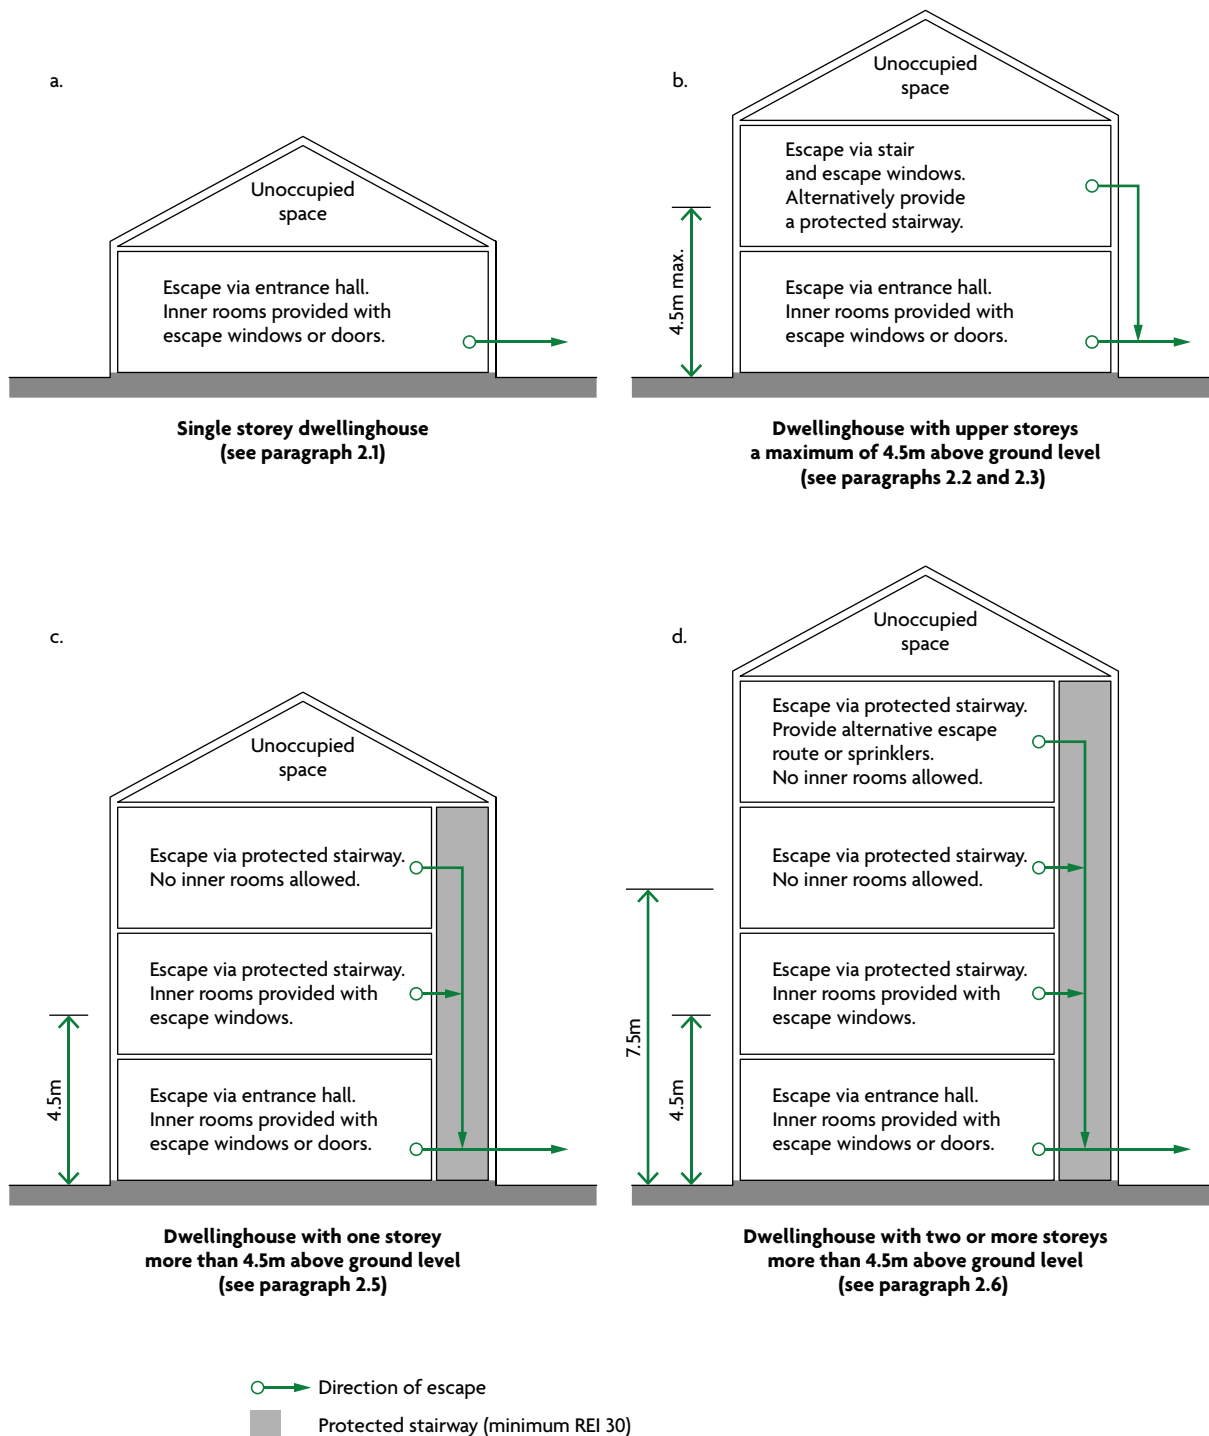 a.
Unoccupied
space
Escape via entrance hall.
Inner rooms provided with
escape windows or doors.
Single storey dwellinghouse
(see paragraph 2.1)
b.
Unoccupied
space
Escape via stair
and escape windows.
Alternatively provide
a protected stairway.
4.5m max.
Escape via entrance hall.
Inner rooms provided with
escape windows or doors.
Dwellinghouse with upper storeys
a maximum of 4.5m above ground level
(see paragraphs 2.2 and 2.3)
c.
Unoccupied
space
Escape via protected stairway.
No inner rooms allowed.
Escape via protected stairway.
Inner rooms provided with
escape windows.
4.5m
Escape via entrance hall.
Inner rooms provided with
escape windows or doors.
Dwellinghouse with one storey
more than 4.5m above ground level
(see paragraph 2.5)
d.
Unoccupied
space
Escape via protected stairway.
Provide alternative escape
route or sprinklers.
No inner rooms allowed.
Escape via protected stairway.
No inner rooms allowed.
Escape via protected stairway.
Inner rooms provided with
escape windows.
7.5m
4.5m
Escape via entrance hall.
Inner rooms provided with
escape windows or doors.
Dwellinghouse with two or more storeys
more than 4.5m above ground level
(see paragraph 2.6)
Direction of escape
Protected stairway (minimum REI 30)